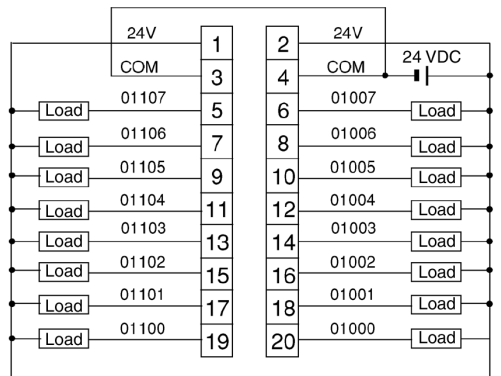 24V 1 2 24V
24 VDC
COM 3 4 COM
Load 01107 5 6 01007 Load
Load 01106 7 8 01006 Load
Load 01105 9 10 01005 Load
Load 01104 11 12 01004 Load
Load 01103 13 14 01003 Load
Load 01102 15 16 01002 Load
Load 01101 17 18 01001 Load
Load 01100 19 20 01000 Load